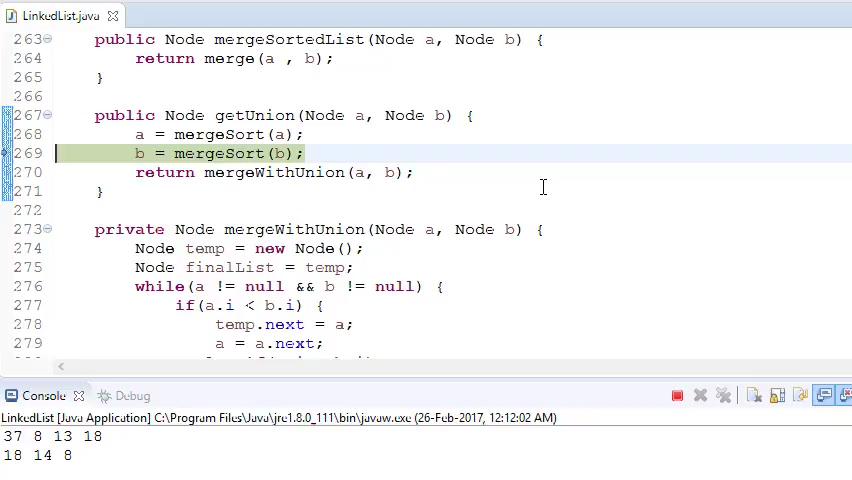 LinkedList.java
263 public Node mergeSortedList(Node a, Node b) {
264 return merge(a , b);
265 }
266
267 public Node getUnion(Node a, Node b) {
268 a = mergeSort(a);
269 b = mergeSort(b);
270 return mergeWithUnion(a, b);
271 }
272
273 private Node mergeWithUnion(Node a, Node b) {
274 Node temp = new Node();
275 Node finalList = temp;
276 while(a != null && b != null) {
277 if(a.i < b.i) {
278 temp.next = a;
279 a = a.next;
Console Debug
LinkedList [Java Application] C:\Program Files\Java\jre1.8.0_111\bin\javaw.exe (26-Feb-2017, 12:12:02 AM)
37 8 13 18
18 14 8